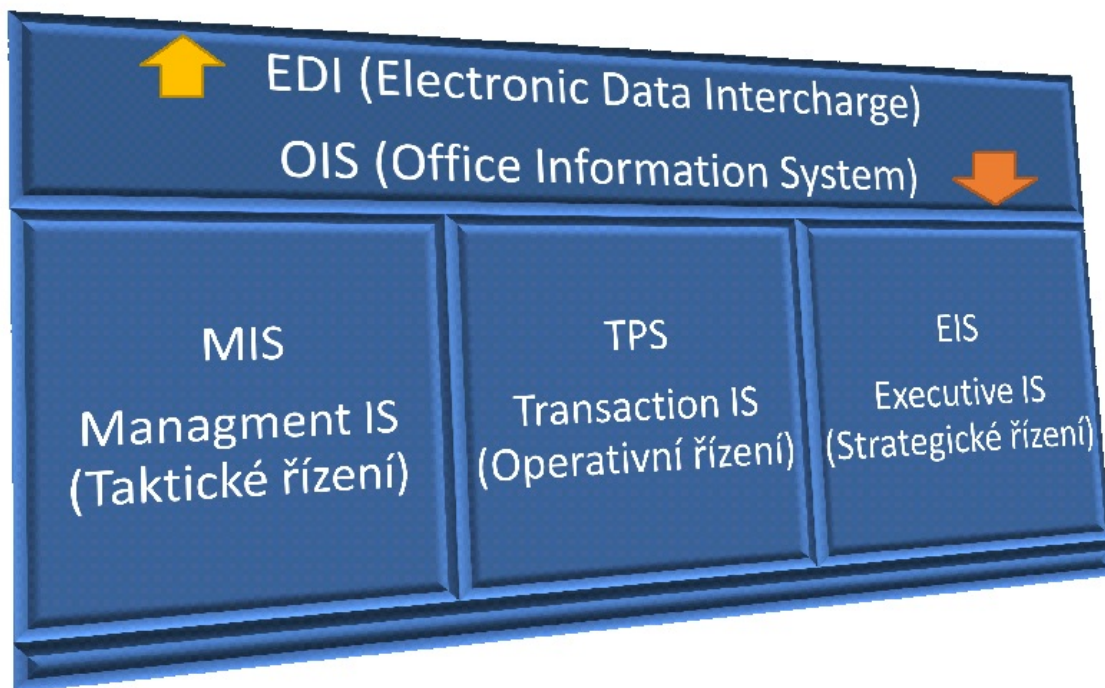 EDI (Electronic Data Intercharge)
OIS (Office Information System)
MIS
Managment IS
(Taktické řízení)
TPS
Transaction IS
(Operativní řízení)
EIS
Executive IS
(Strategické řízení)